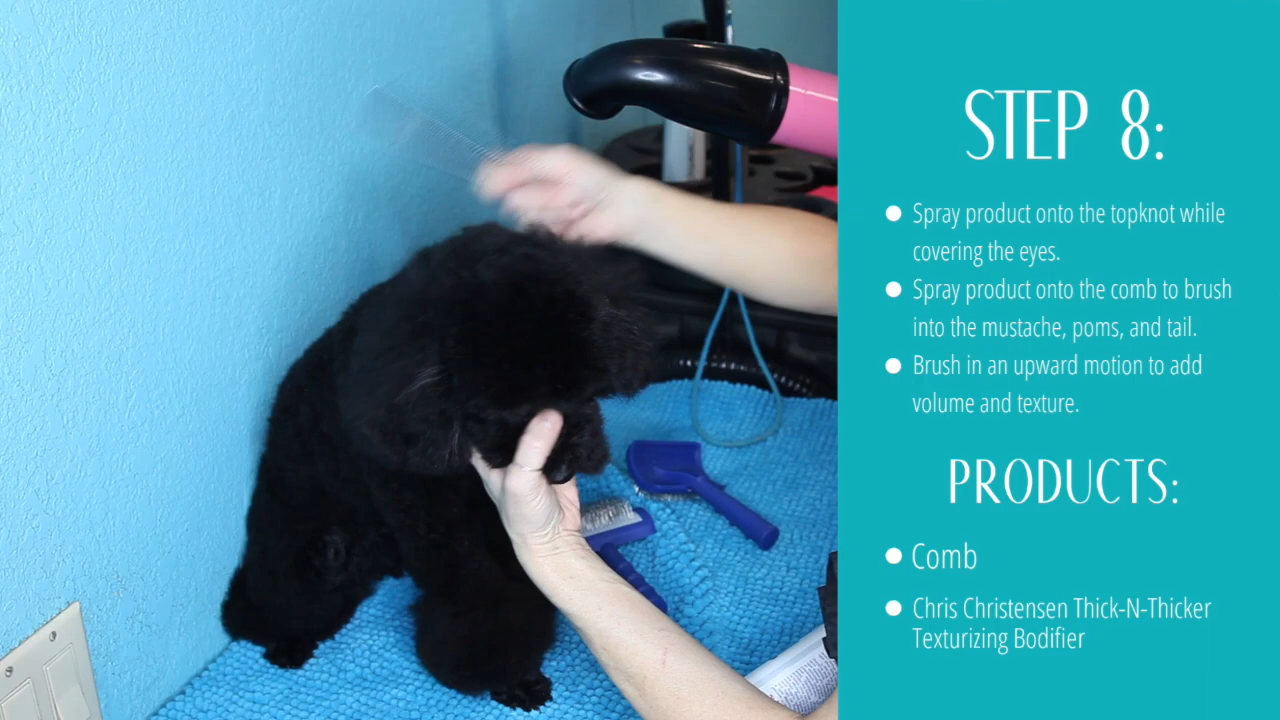 STEP 8:
● Spray product onto the topknot while
covering the eyes.
● Spray product onto the comb to brush
into the mustache, poms, and tail.
● Brush in an upward motion to add
volume and texture.
PRODUCTS:
● Comb
● Chris Christensen Thick-N-Thicker
Texturizing Bodifier